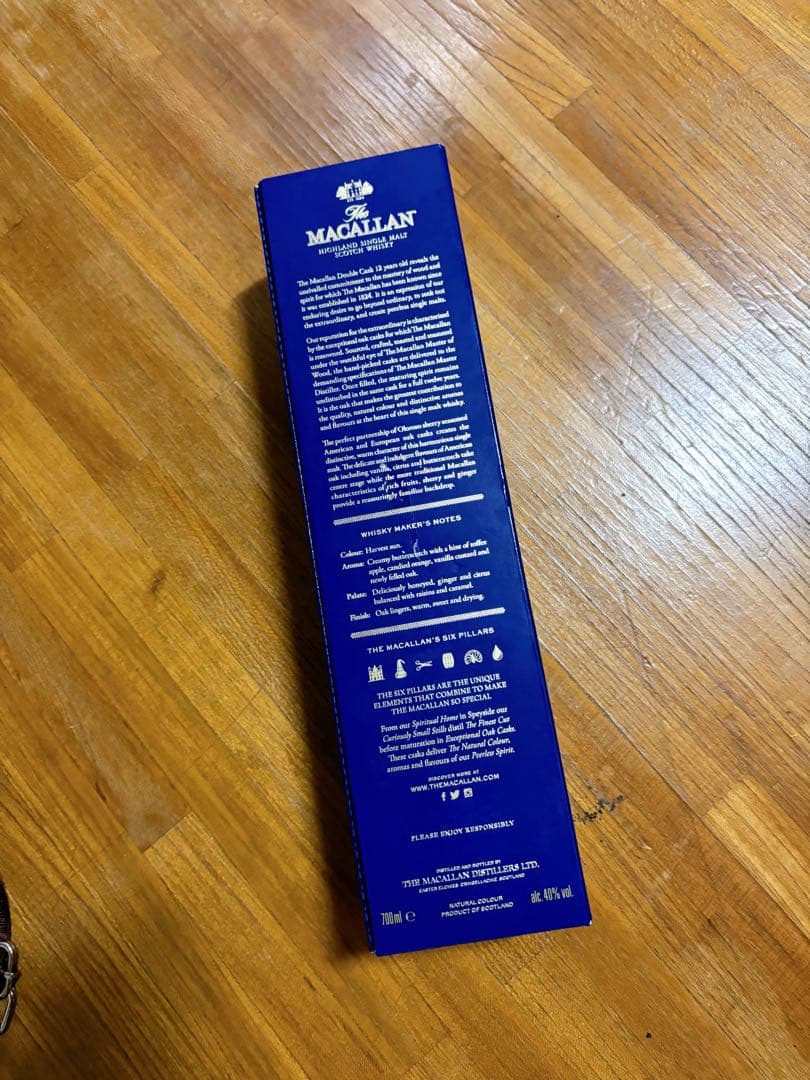 The
MACALLAN
HIGHLAND SINGLE MALT
SCOTCH WHISKY
The Macallan Double Cask 12 years old reveals the
unrivalled commitment to the mastery of wood and
spirit for which The Macallan has been known since
it was established in 1824. It is an expression of our
enduring desire to go beyond ordinary, to seek out
the extraordinary, and create peerless single malts.
Our reputation for the extraordinary is characterised
by the exceptional oak casks for which The Macallan
is renowned. Sourced, crafted, toasted and seasoned
under the watchful eye of The Macallan Master of
Wood, the hand-picked casks are delivered to the
demanding specifications of The Macallan Master
Distiller. Once filled, the maturing spirit remains
undisturbed in the same cask for a full twelve years.
It is the oak that makes the greatest contribution to
the quality, natural colour and distinctive aromas
and flavours at the heart of this single malt whisky.
The perfect partnership of Oloroso sherry seasoned
American and European oak casks creates the
distinctive, warm character of this harmonious single
malt. The delicate and indulgent flavours of American
oak including vanilla, citrus and butterscotch take
centre stage while the more traditional Macallan
characteristics of rich fruits, sherry and ginger
provide a reassuringly familiar backdrop.
WHISKY MAKER'S NOTES
Colour: Harvest sun.
Aroma: Creamy butterscotch with a hint of toffee
apple, candied orange, vanilla custard and
newly felled oak.
Palate: Deliciously honeyed, ginger and citrus
balanced with raisins and caramel.
Finish: Oak lingers, warm, sweet and drying.
THE MACALLAN'S SIX PILLARS
THE SIX PILLARS ARE THE UNIQUE
ELEMENTS THAT COMBINE TO MAKE
THE MACALLAN SO SPECIAL
From our Spiritual Home in Speyside our
Curiously Small Stills distil The Finest Cut
before maturation in Exceptional Oak Casks.
These casks deliver The Natural Colour,
aromas and flavours of our Peerless Spirit.
DISCOVER MORE AT
WWW.THEMACALLAN.COM
PLEASE ENJOY RESPONSIBLY
DISTILLED AND BOTTLED BY
THE MACALLAN DISTILLERS LTD.
EASTER ELCHIES CRAIGELLACHIE SCOTLAND
700ml e NATURAL COLOUR alc. 40% vol.
PRODUCT OF SCOTLAND